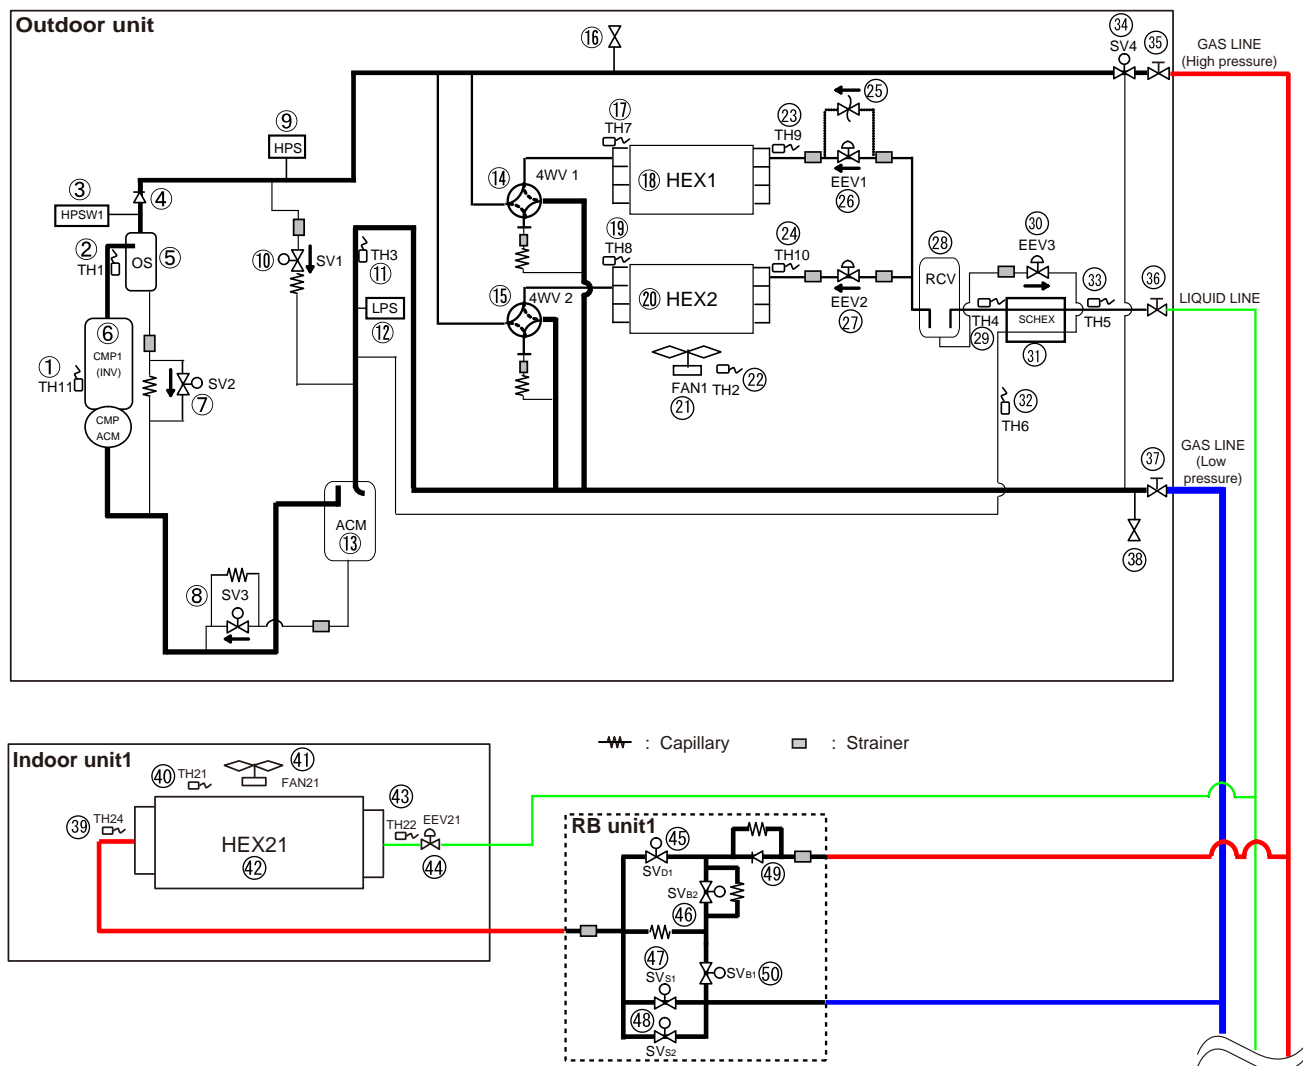 Outdoor unit
16
34
SV4
35
GAS LINE
(High pressure)
9
HPS
17
TH7
23
TH9
25
3
HPSW1
4
14
4WV 1
18 HEX1
EEV1
26
2
TH1
OS
5
10
SV1
TH3
11
19
TH8
24
TH10
28
RCV
30
EEV3
33
36
LIQUID LINE
LPS
12
15
4WV 2
20 HEX2
EEV2
27
TH4
29
SCHEX
31
TH5
6
CMP1
(INV)
1
TH11
SV2
7
CMP
ACM
FAN1
21
TH2
22
32
TH6
GAS LINE
(Low
pressure)
37
ACM
13
38
8
SV3
Indoor unit1
: Capillary
: Strainer
40
TH21
41
FAN21
43
39
TH24
TH22
EEV21
44
HEX21
42
RB unit1
45
SVD1
49
SVB2
46
47
SVS1
SVB1 50
48
SVS2